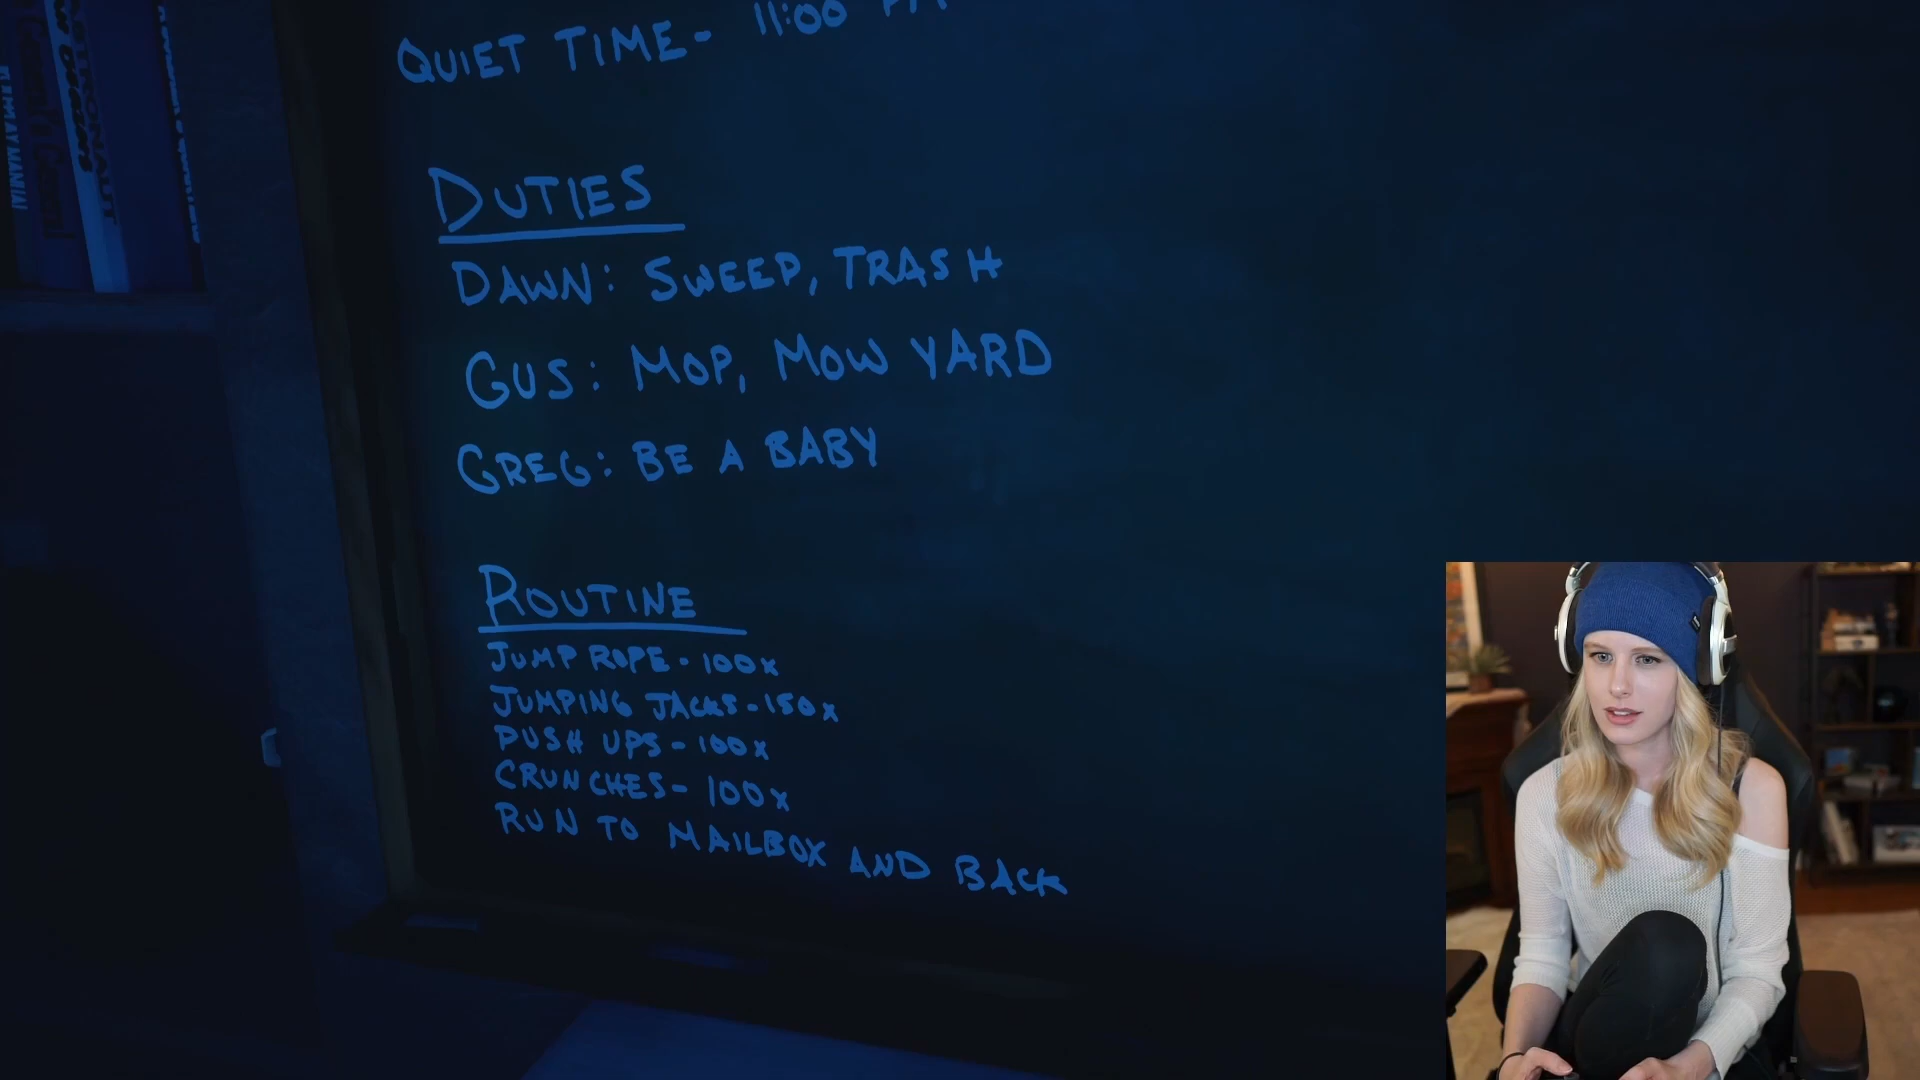 QUIET TIME- 11:00
DUTIES
DAWN: SWEEP, TRASH
GUS: MOP, MOW YARD
GREG: BE A BABY
ROUTINE
JUMP ROPE - 100X
JUMPING JACKS - 150X
PUSH UPS - 100X
CRUNCHES - 100X
RUN TO MAILBOX AND BACK